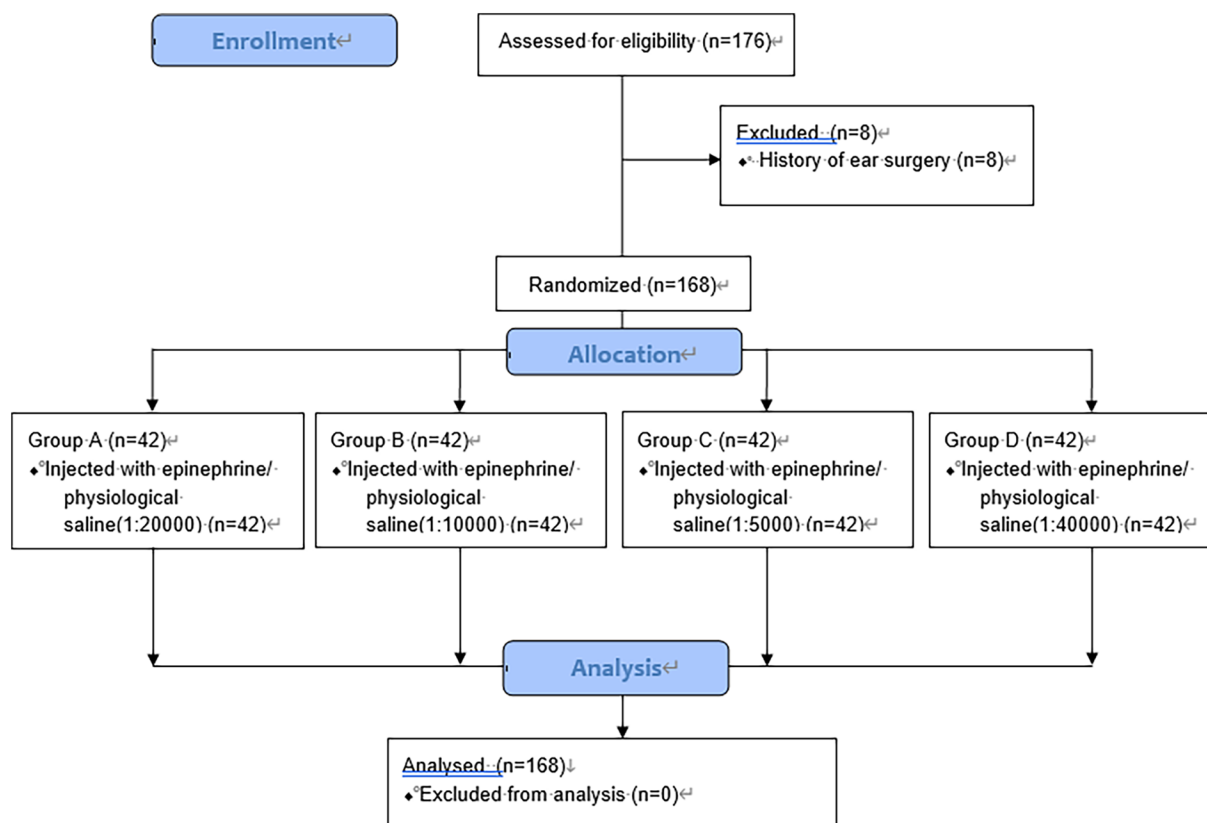 Enrollment
Assessed for eligibility (n=176)
Excluded (n=8)
◆ History of ear surgery (n=8)
Randomized (n=168)
Allocation
Group A (n=42)
◆ Injected with epinephrine/
physiological
saline(1:20000) (n=42)
Group B (n=42)
◆ Injected with epinephrine/
physiological
saline(1:10000) (n=42)
Group C (n=42)
◆ Injected with epinephrine/
physiological
saline(1:5000) (n=42)
Group D (n=42)
◆ Injected with epinephrine/
physiological
saline(1:40000) (n=42)
Analysis
Analysed (n=168)
◆ Excluded from analysis (n=0)